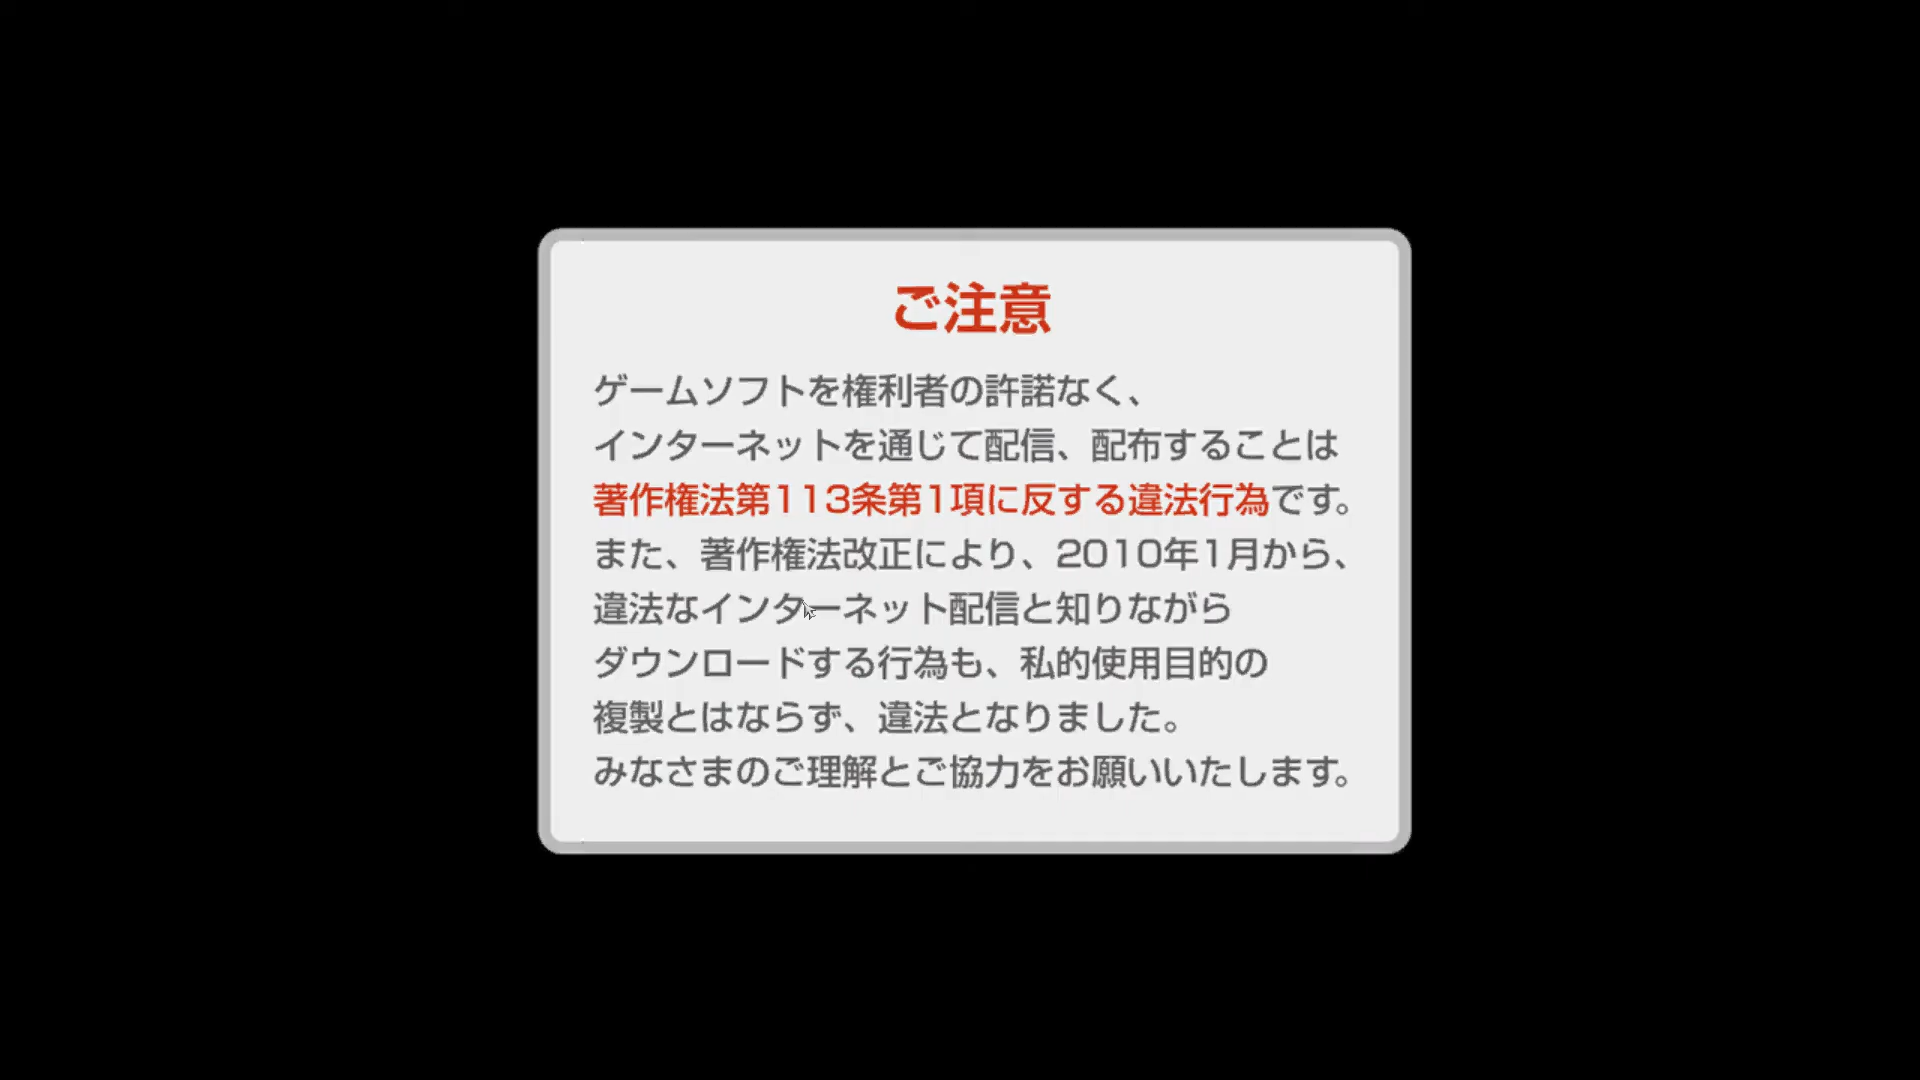 ご注意
ゲームソフトを権利者の許諾なく、
インターネットを通じて配信、配布することは
著作権法第113条第1項に反する違法行為です。
また、著作権法改正により、2010年1月から、
違法なインターネット配信と知りながら
ダウンロードする行為も、私的使用目的の
複製とはならず、違法となりました。
みなさまのご理解とご協力をお願いいたします。